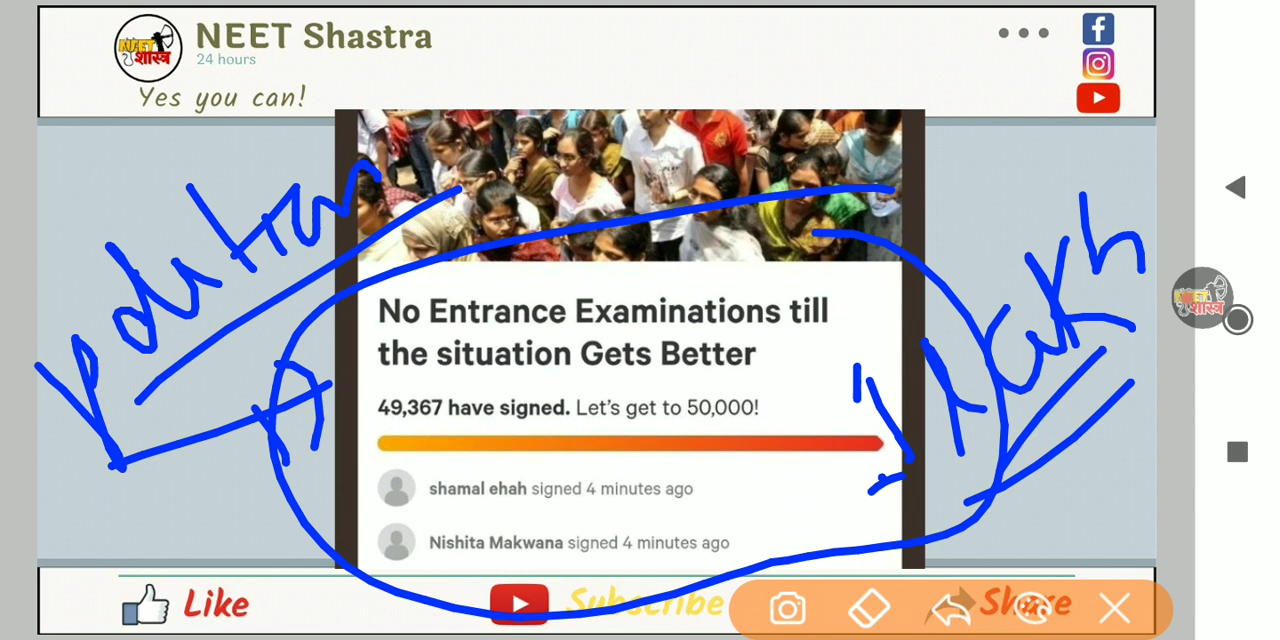 NEET Shastra
24 hours
Yes you can!
NEET
शास्त्र
No Entrance Examinations till
the situation Gets Better
49,367 have signed. Let's get to 50,000!
shamal ehah signed 4 minutes ago
Nishita Makwana signed 4 minutes ago
Like
Subscribe
Share
NEET
शास्त्र